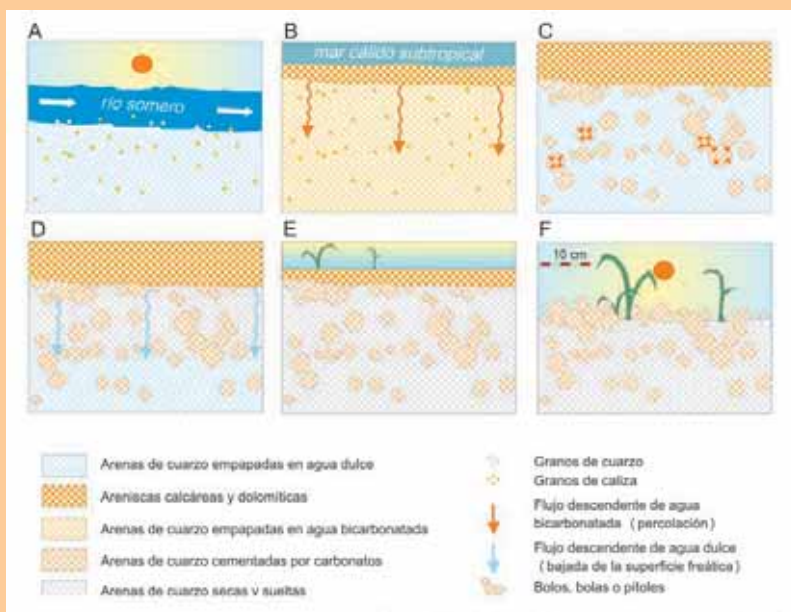 A
B
C
río somero
mar cálido subtropical
D
E
F
10 cm
Arenas de cuarzo empapadas en agua dulce
Areniscas calcáreas y dolomíticas
Arenas de cuarzo empapadas en agua bicarbonatada
Arenas de cuarzo cementadas por carbonatos
Arenas de cuarzo secas y sueltas
Granos de cuarzo
Granos de caliza
Flujo descendente de agua
bicarbonatada (percolación)
Flujo descendente de agua dulce
(bajada de la superficie freática)
Bolos, bolas o pitoles